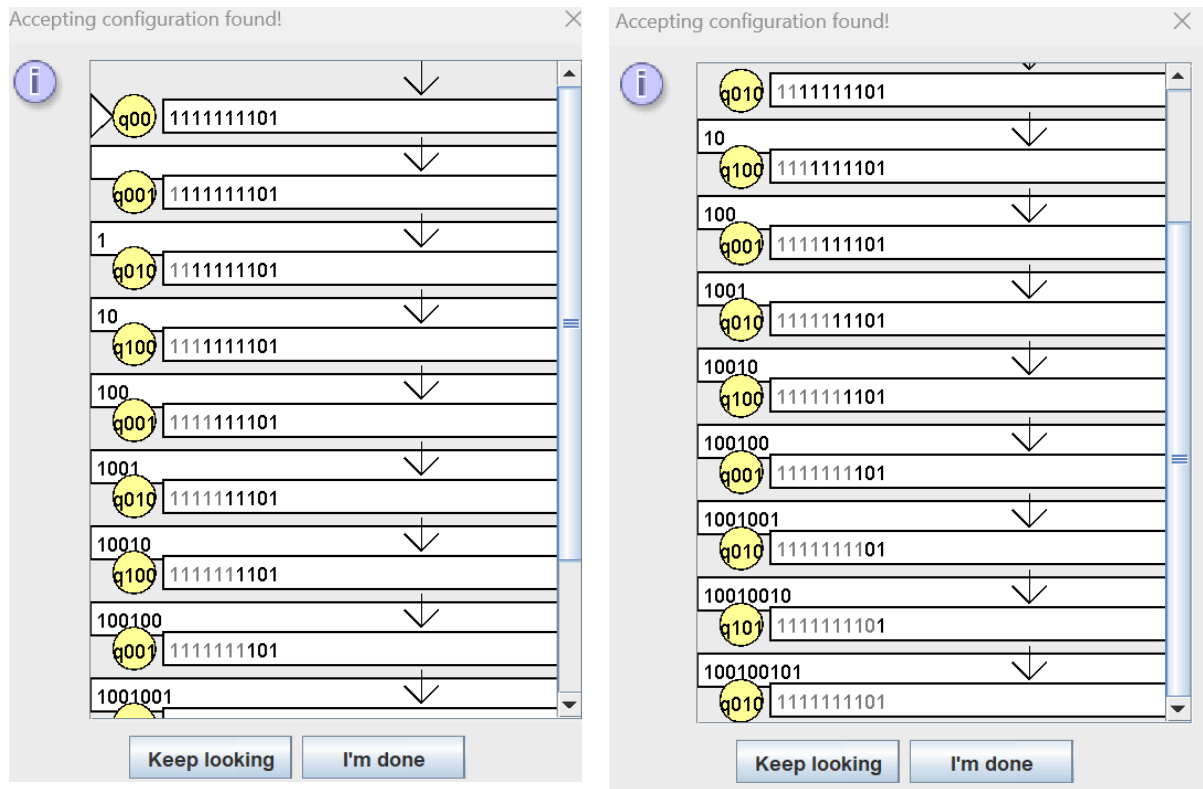 Accepting configuration found!
q00 1111111101
q001 1111111101
1
q010 1111111101
10
q100 1111111101
100
q001 1111111101
1001
q010 1111111101
10010
q100 1111111101
100100
q001 1111111101
1001001
Keep looking
I'm done
Accepting configuration found!
q010 1111111101
10
q100 1111111101
100
q001 1111111101
1001
q010 1111111101
10010
q100 1111111101
100100
q001 1111111101
1001001
q010 1111111101
10010010
q101 1111111101
100100101
q010 1111111101
Keep looking
I'm done